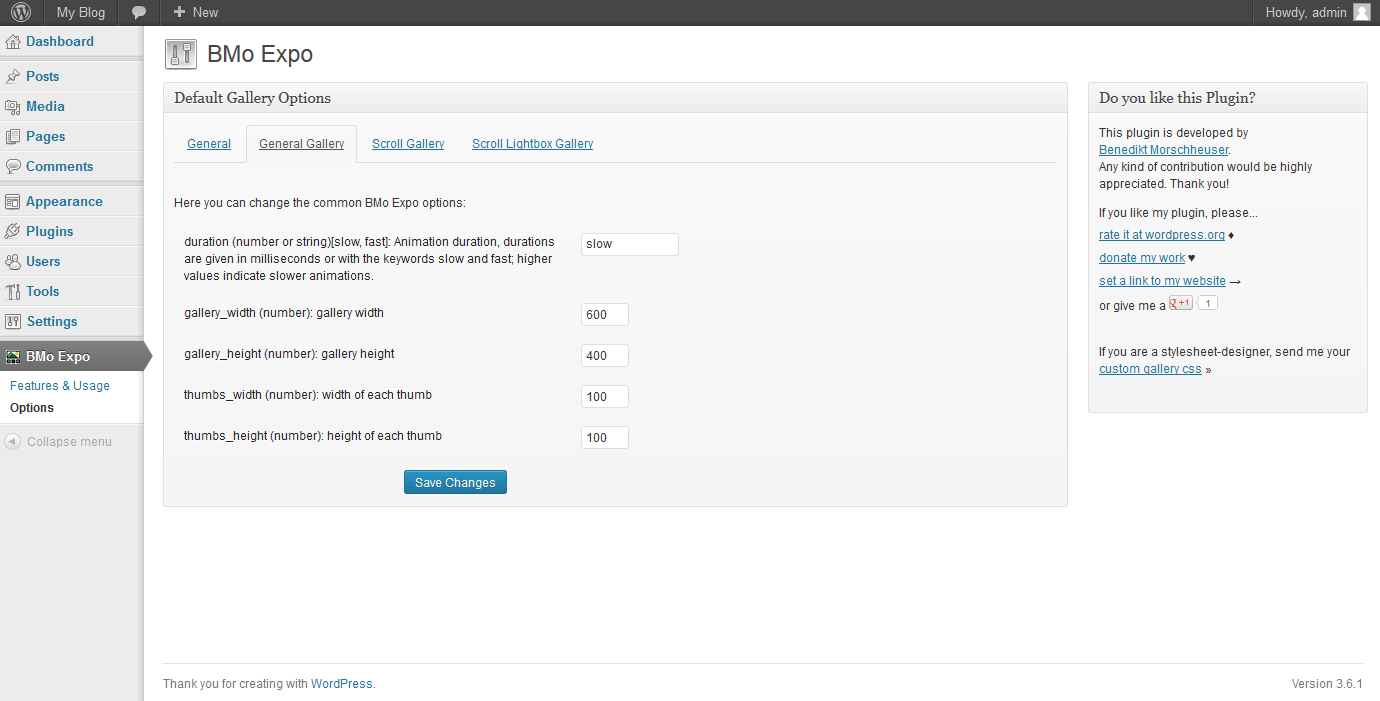 My Blog
New
Howdy, admin
Dashboard
Posts
Media
Pages
Comments
Appearance
Plugins
Users
Tools
Settings
BMo Expo
Features & Usage
Options
Collapse menu
BMo Expo
Default Gallery Options
General
General Gallery
Scroll Gallery
Scroll Lightbox Gallery
Here you can change the common BMo Expo options:
duration (number or string)[slow, fast]: Animation duration, durations
are given in milliseconds or with the keywords slow and fast; higher
values indicate slower animations.
slow
gallery_width (number): gallery width
600
gallery_height (number): gallery height
400
thumbs_width (number): width of each thumb
100
thumbs_height (number): height of each thumb
100
Save Changes
Do you like this Plugin?
This plugin is developed by
Benedikt Morschheuser.
Any kind of contribution would be highly
appreciated. Thank you!
If you like my plugin, please...
rate it at wordpress.org ♦
donate my work ♥
set a link to my website →
or give me a g+1 1
If you are a stylesheet-designer, send me your
custom gallery css »
Thank you for creating with WordPress.
Version 3.6.1